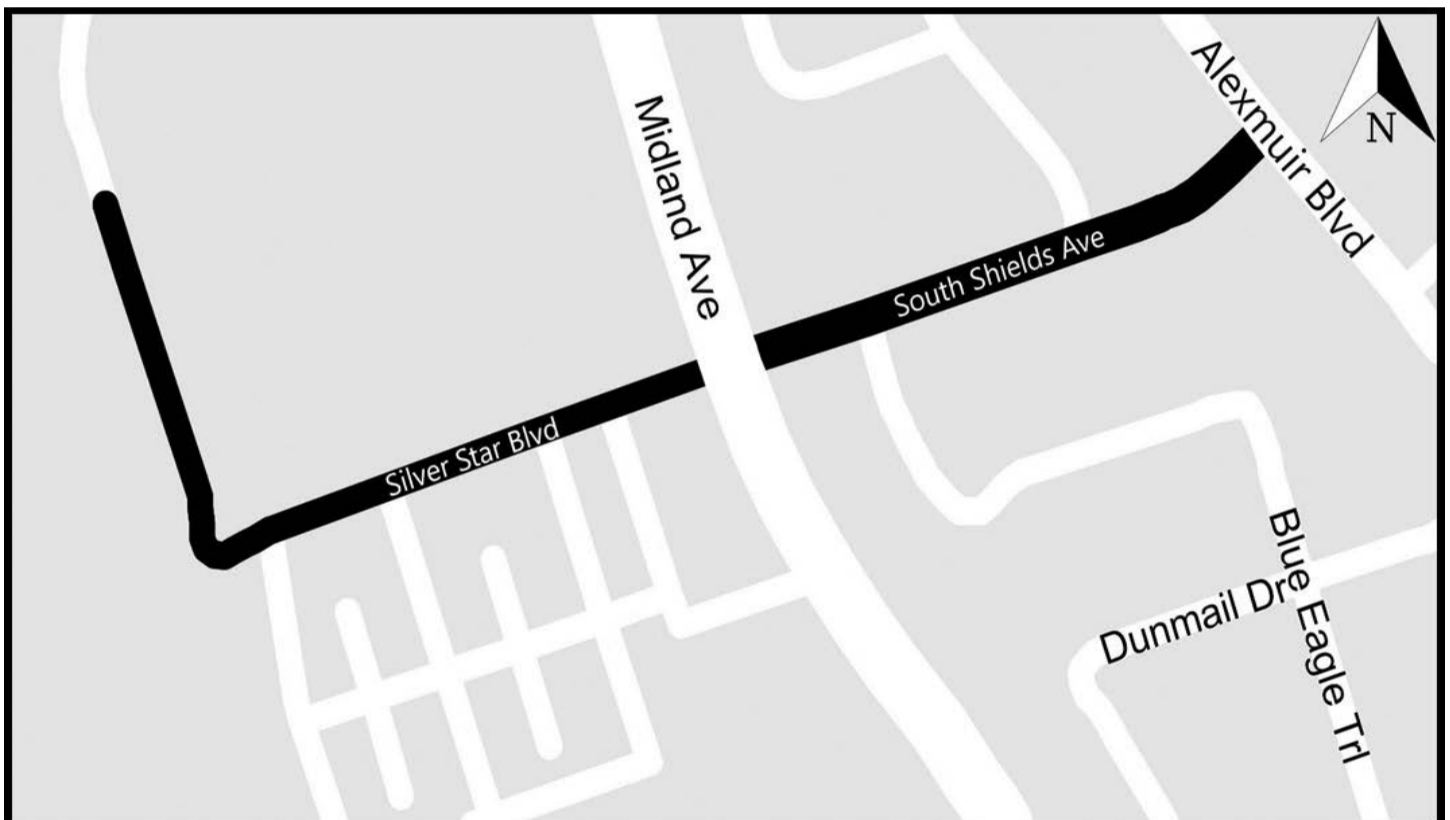 Alexmuir Blvd
N
Midland Ave
South Shields Ave
Silver Star Blvd
Blue Eagle Trl
Dunmail Dr